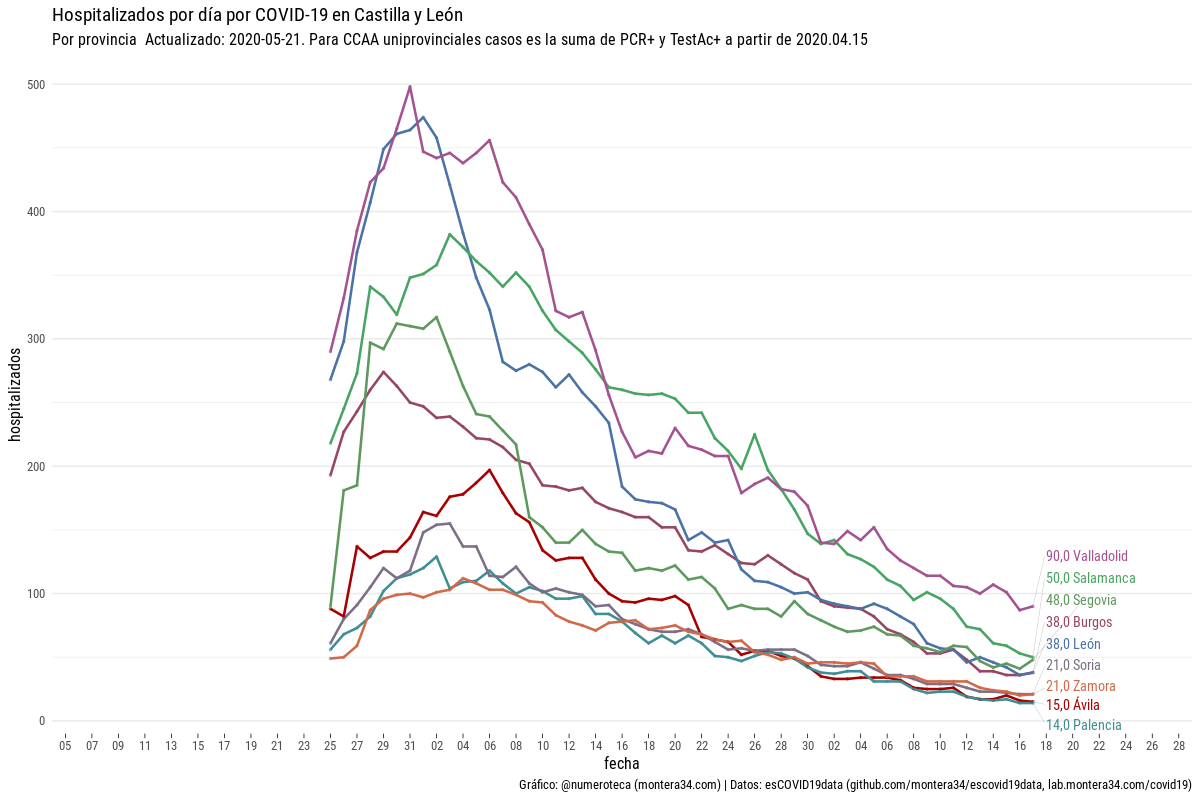 Hospitalizados por día por COVID-19 en Castilla y León
Por provincia  Actualizado: 2020-05-21. Para CCAA uniprovinciales casos es la suma de PCR+ y TestAc+ a partir de 2020.04.15
hospitalizados
500
400
300
200
100
0
90,0 Valladolid
50,0 Salamanca
48,0 Segovia
38,0 Burgos
38,0 León
21,0 Soria
21,0 Zamora
15,0 Ávila
14,0 Palencia
05 07 09 11 13 15 17 19 21 23 25 27 29 31 02 04 06 08 10 12 14 16 18 20 22 24 26 28 30 02 04 06 08 10 12 14 16 18 20 22 24 26 28
fecha
Gráfico: @numeroteca (montera34.com) | Datos: esCOVID19data (github.com/montera34/escovid19data, lab.montera34.com/covid19)